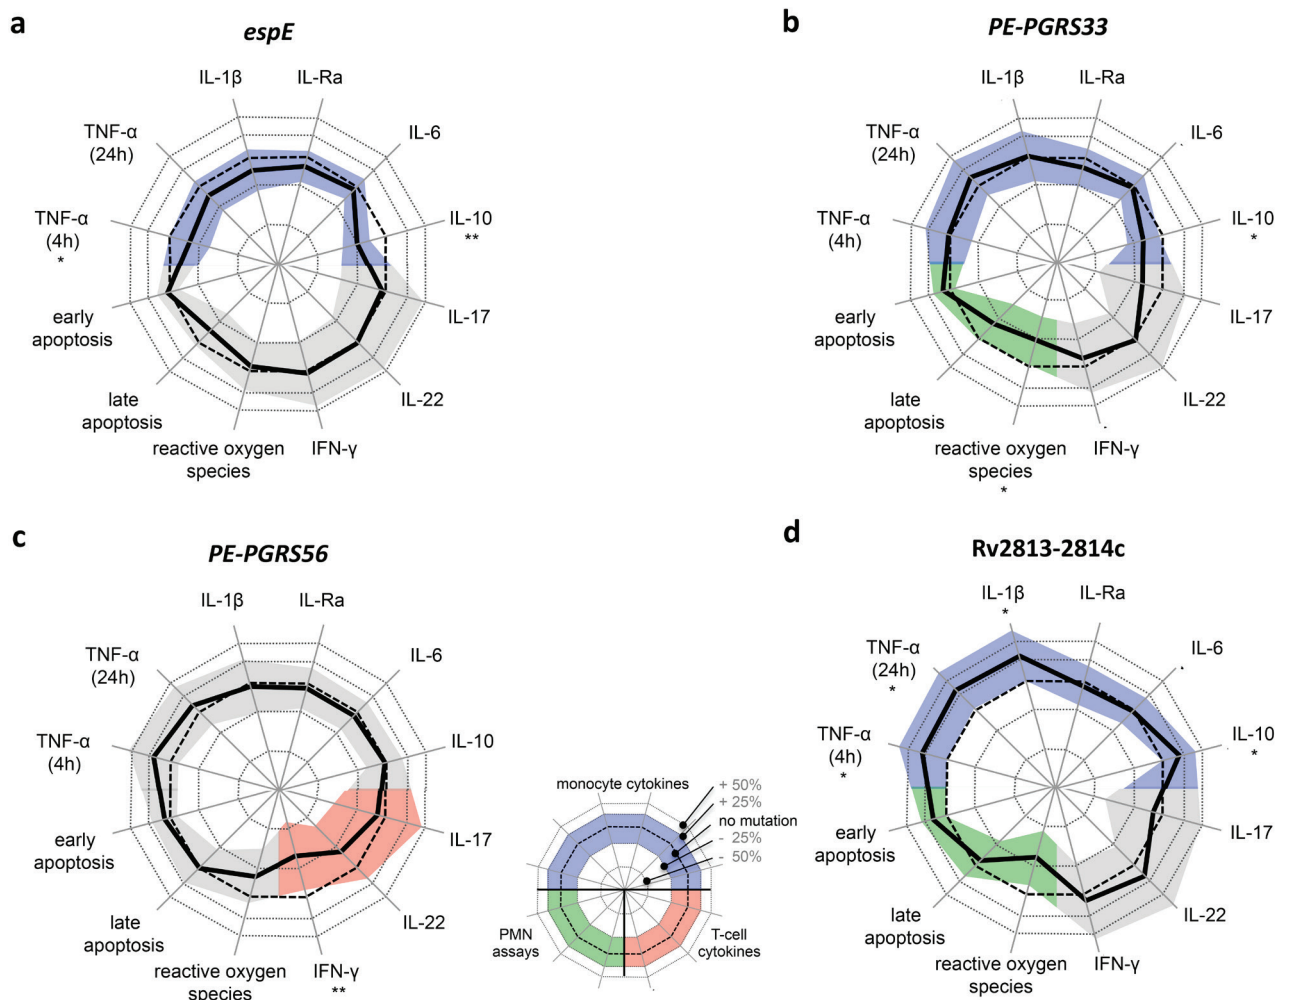 a
espE
IL-1β
IL-Ra
TNF-α
(24h)
IL-6
TNF-α
(4h)
*
IL-10
**
early
apoptosis
IL-17
late
apoptosis
IL-22
reactive oxygen
species
IFN-γ
b
PE-PGRS33
IL-1β
IL-Ra
TNF-α
(24h)
IL-6
TNF-α
(4h)
IL-10
*
early
apoptosis
IL-17
late
apoptosis
IL-22
reactive oxygen
species
*
IFN-γ
c
PE-PGRS56
IL-1β
IL-Ra
TNF-α
(24h)
IL-6
TNF-α
(4h)
IL-10
early
apoptosis
IL-17
late
apoptosis
IL-22
reactive oxygen
species
IFN-γ
**
monocyte cytokines
+ 50%
+ 25%
no mutation
- 25%
- 50%
PMN
assays
T-cell
cytokines
d
Rv2813-2814c
IL-1β
*
IL-Ra
TNF-α
(24h)
*
IL-6
TNF-α
(4h)
*
IL-10
*
early
apoptosis
IL-17
late
apoptosis
IL-22
reactive oxygen
species
IFN-γ